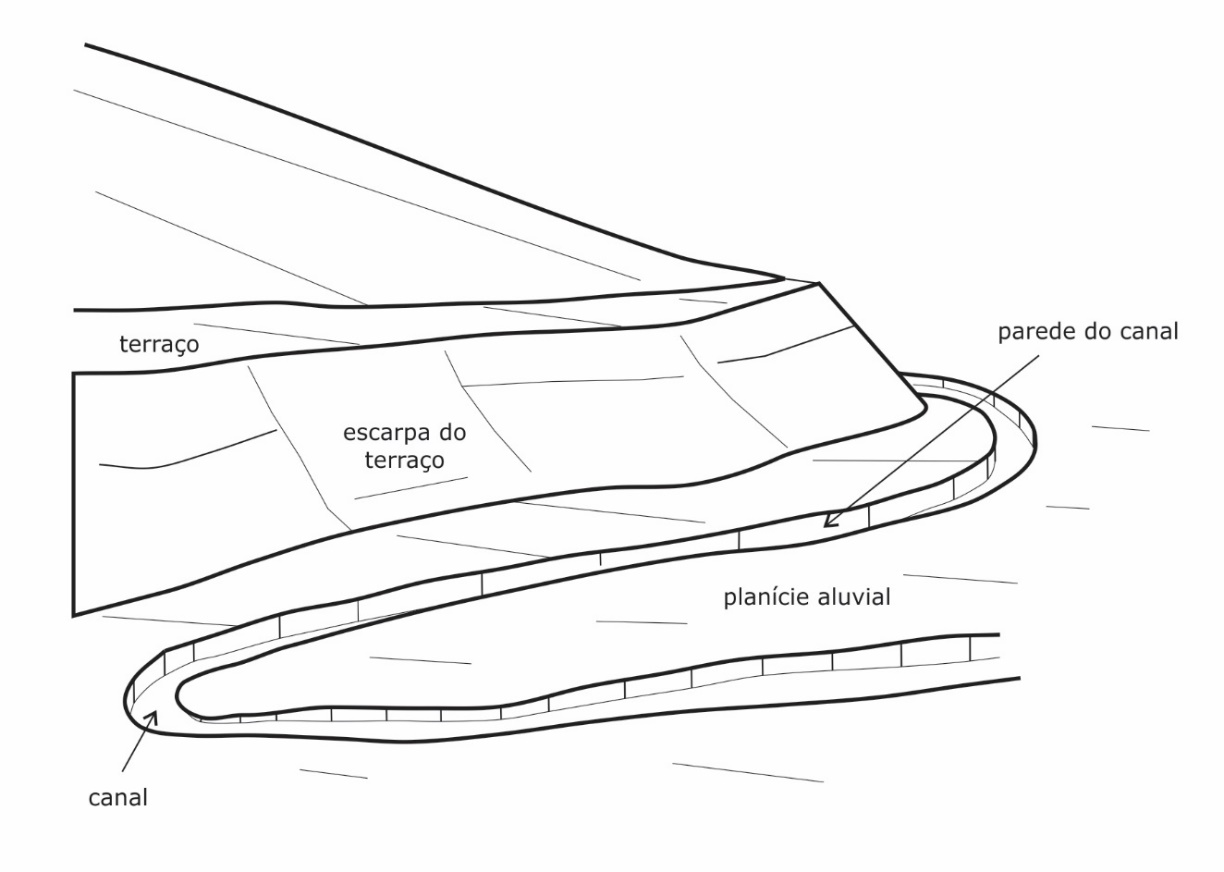 terraço
parede do canal
escarpa do
terraço
planície aluvial
canal